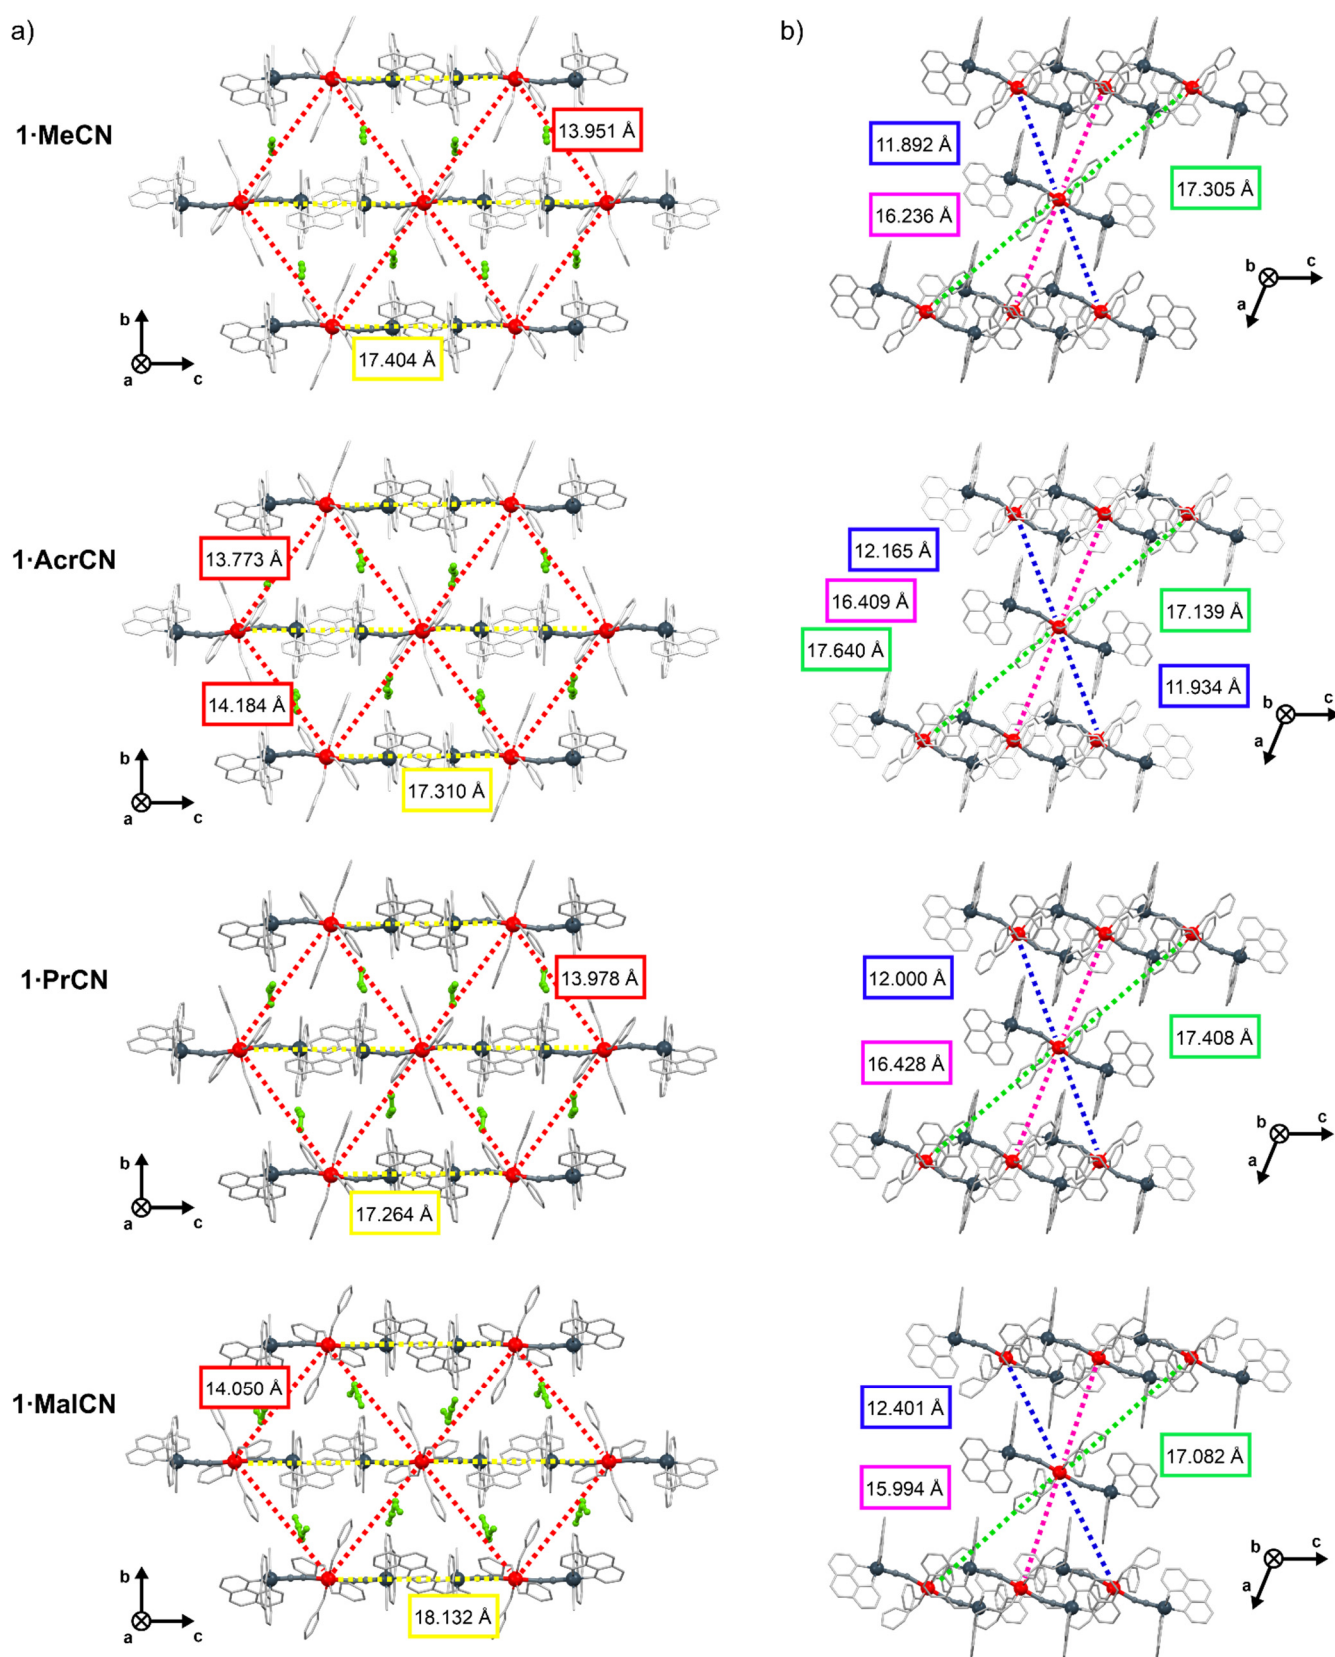 a)
b)
1·MeCN
13.951 Å
17.404 Å
b
a
c
11.892 Å
16.236 Å
17.305 Å
b
c
a
1·AcrCN
13.773 Å
14.184 Å
17.310 Å
b
a
c
12.165 Å
16.409 Å
17.640 Å
17.139 Å
11.934 Å
b
c
a
1·PrCN
13.978 Å
17.264 Å
b
a
c
12.000 Å
16.428 Å
17.408 Å
b
c
a
1·MalCN
14.050 Å
18.132 Å
b
a
c
12.401 Å
15.994 Å
17.082 Å
b
c
a